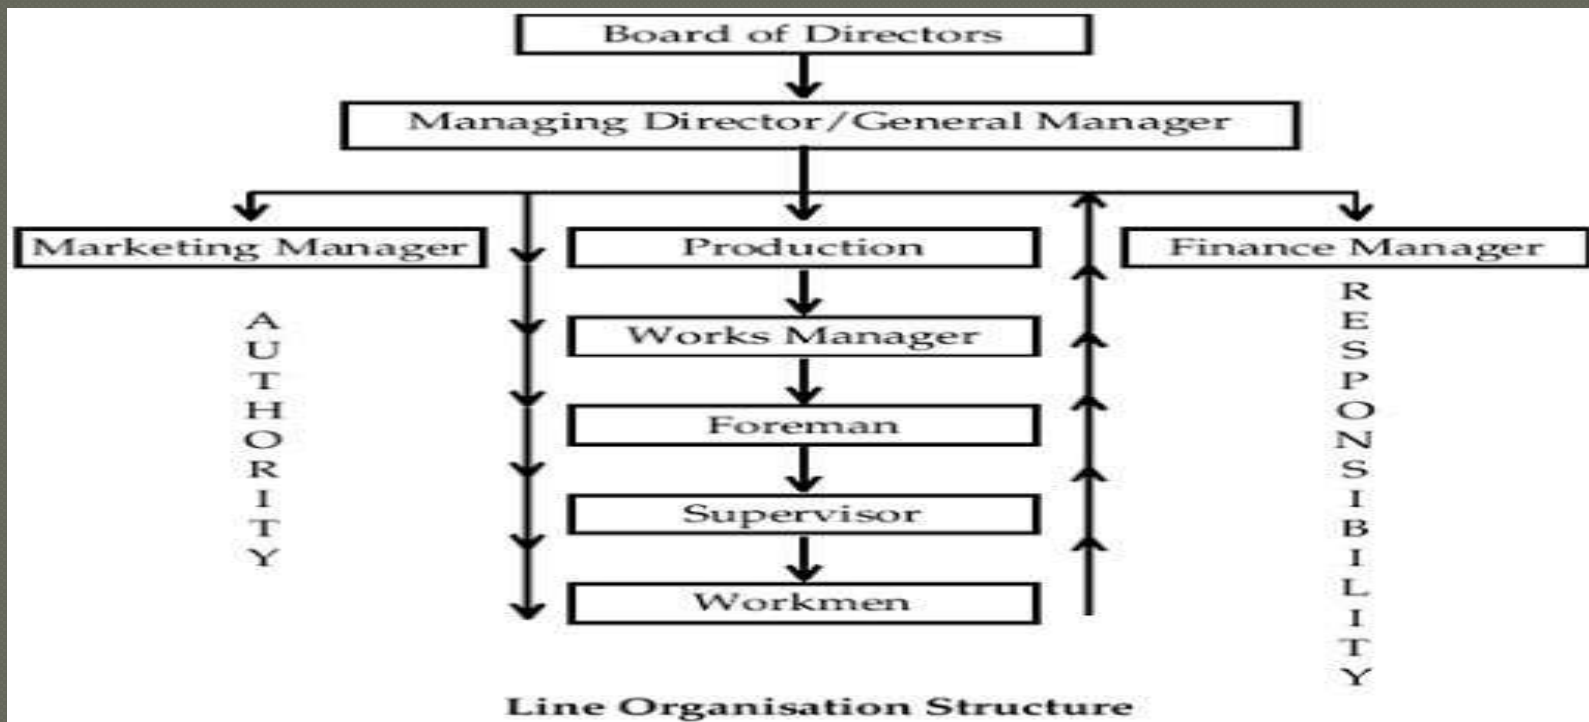 Board of Directors
Managing Director/General Manager
Marketing Manager
Production
Finance Manager
Works Manager
Foreman
Supervisor
Workmen
AUTHORITY
RESPONSIBILITY
Line Organisation Structure